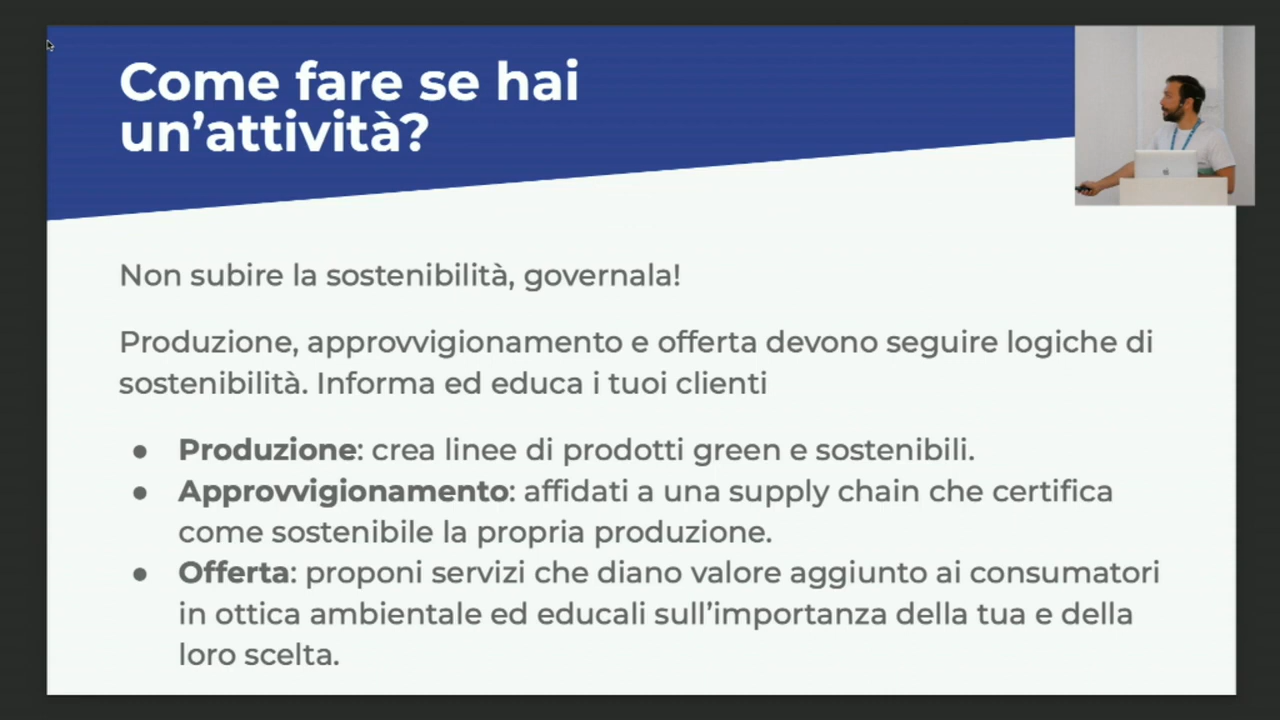 Come fare se hai
un’attività?
Non subire la sostenibilità, governala!
Produzione, approvvigionamento e offerta devono seguire logiche di
sostenibilità. Informa ed educa i tuoi clienti
● Produzione: crea linee di prodotti green e sostenibili.
● Approvvigionamento: affidati a una supply chain che certifica
come sostenibile la propria produzione.
● Offerta: proponi servizi che diano valore aggiunto ai consumatori
in ottica ambientale ed educali sull’importanza della tua e della
loro scelta.